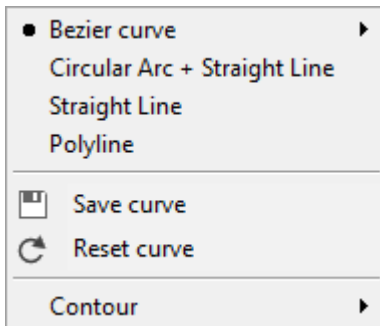 Bezier curve
Circular Arc + Straight Line
Straight Line
Polyline
Save curve
Reset curve
Contour